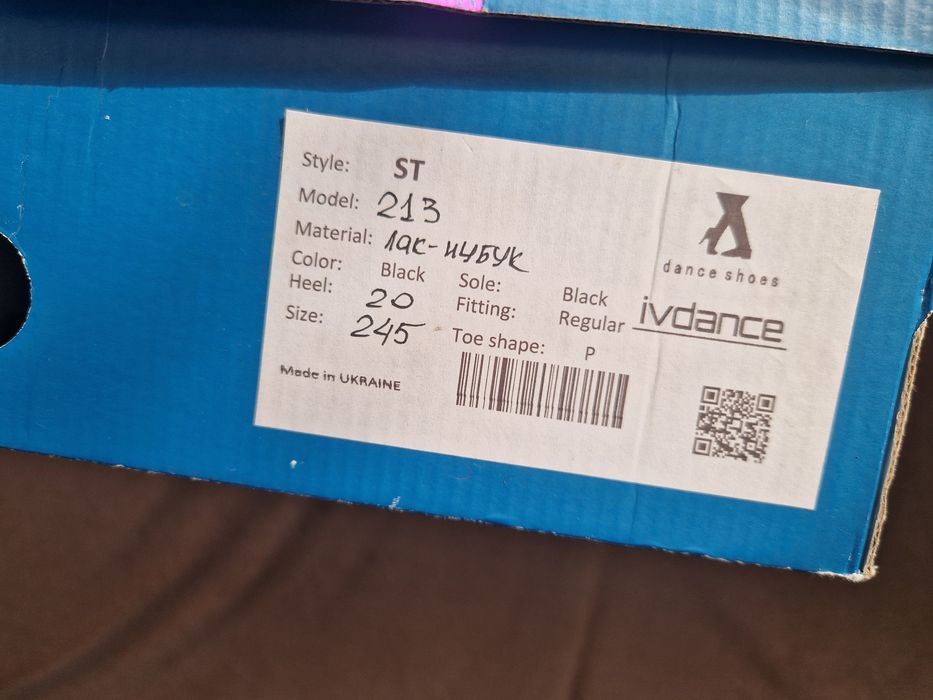 Style: ST
Model: 213
Material: лак-нубук
Color: Black
Heel: 20
Size: 245
Sole: Black
Fitting: Regular
Toe shape: P
Made in UKRAINE
dance shoes
ivdance